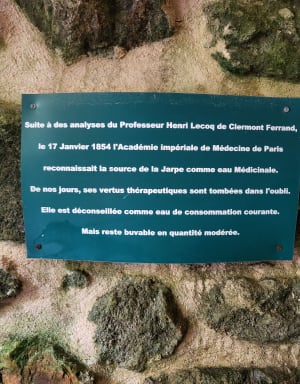 Suite à des analyses du Professeur Henri Lecoq de Clermont Ferrand,
le 17 Janvier 1854 l'Académie impériale de Médecine de Paris
reconnaissait la source de la Jarpe comme eau Médicinale.
De nos jours, ses vertus thérapeutiques sont tombées dans l'oubli.
Elle est déconseillée comme eau de consommation courante.
Mais reste buvable en quantité modérée.